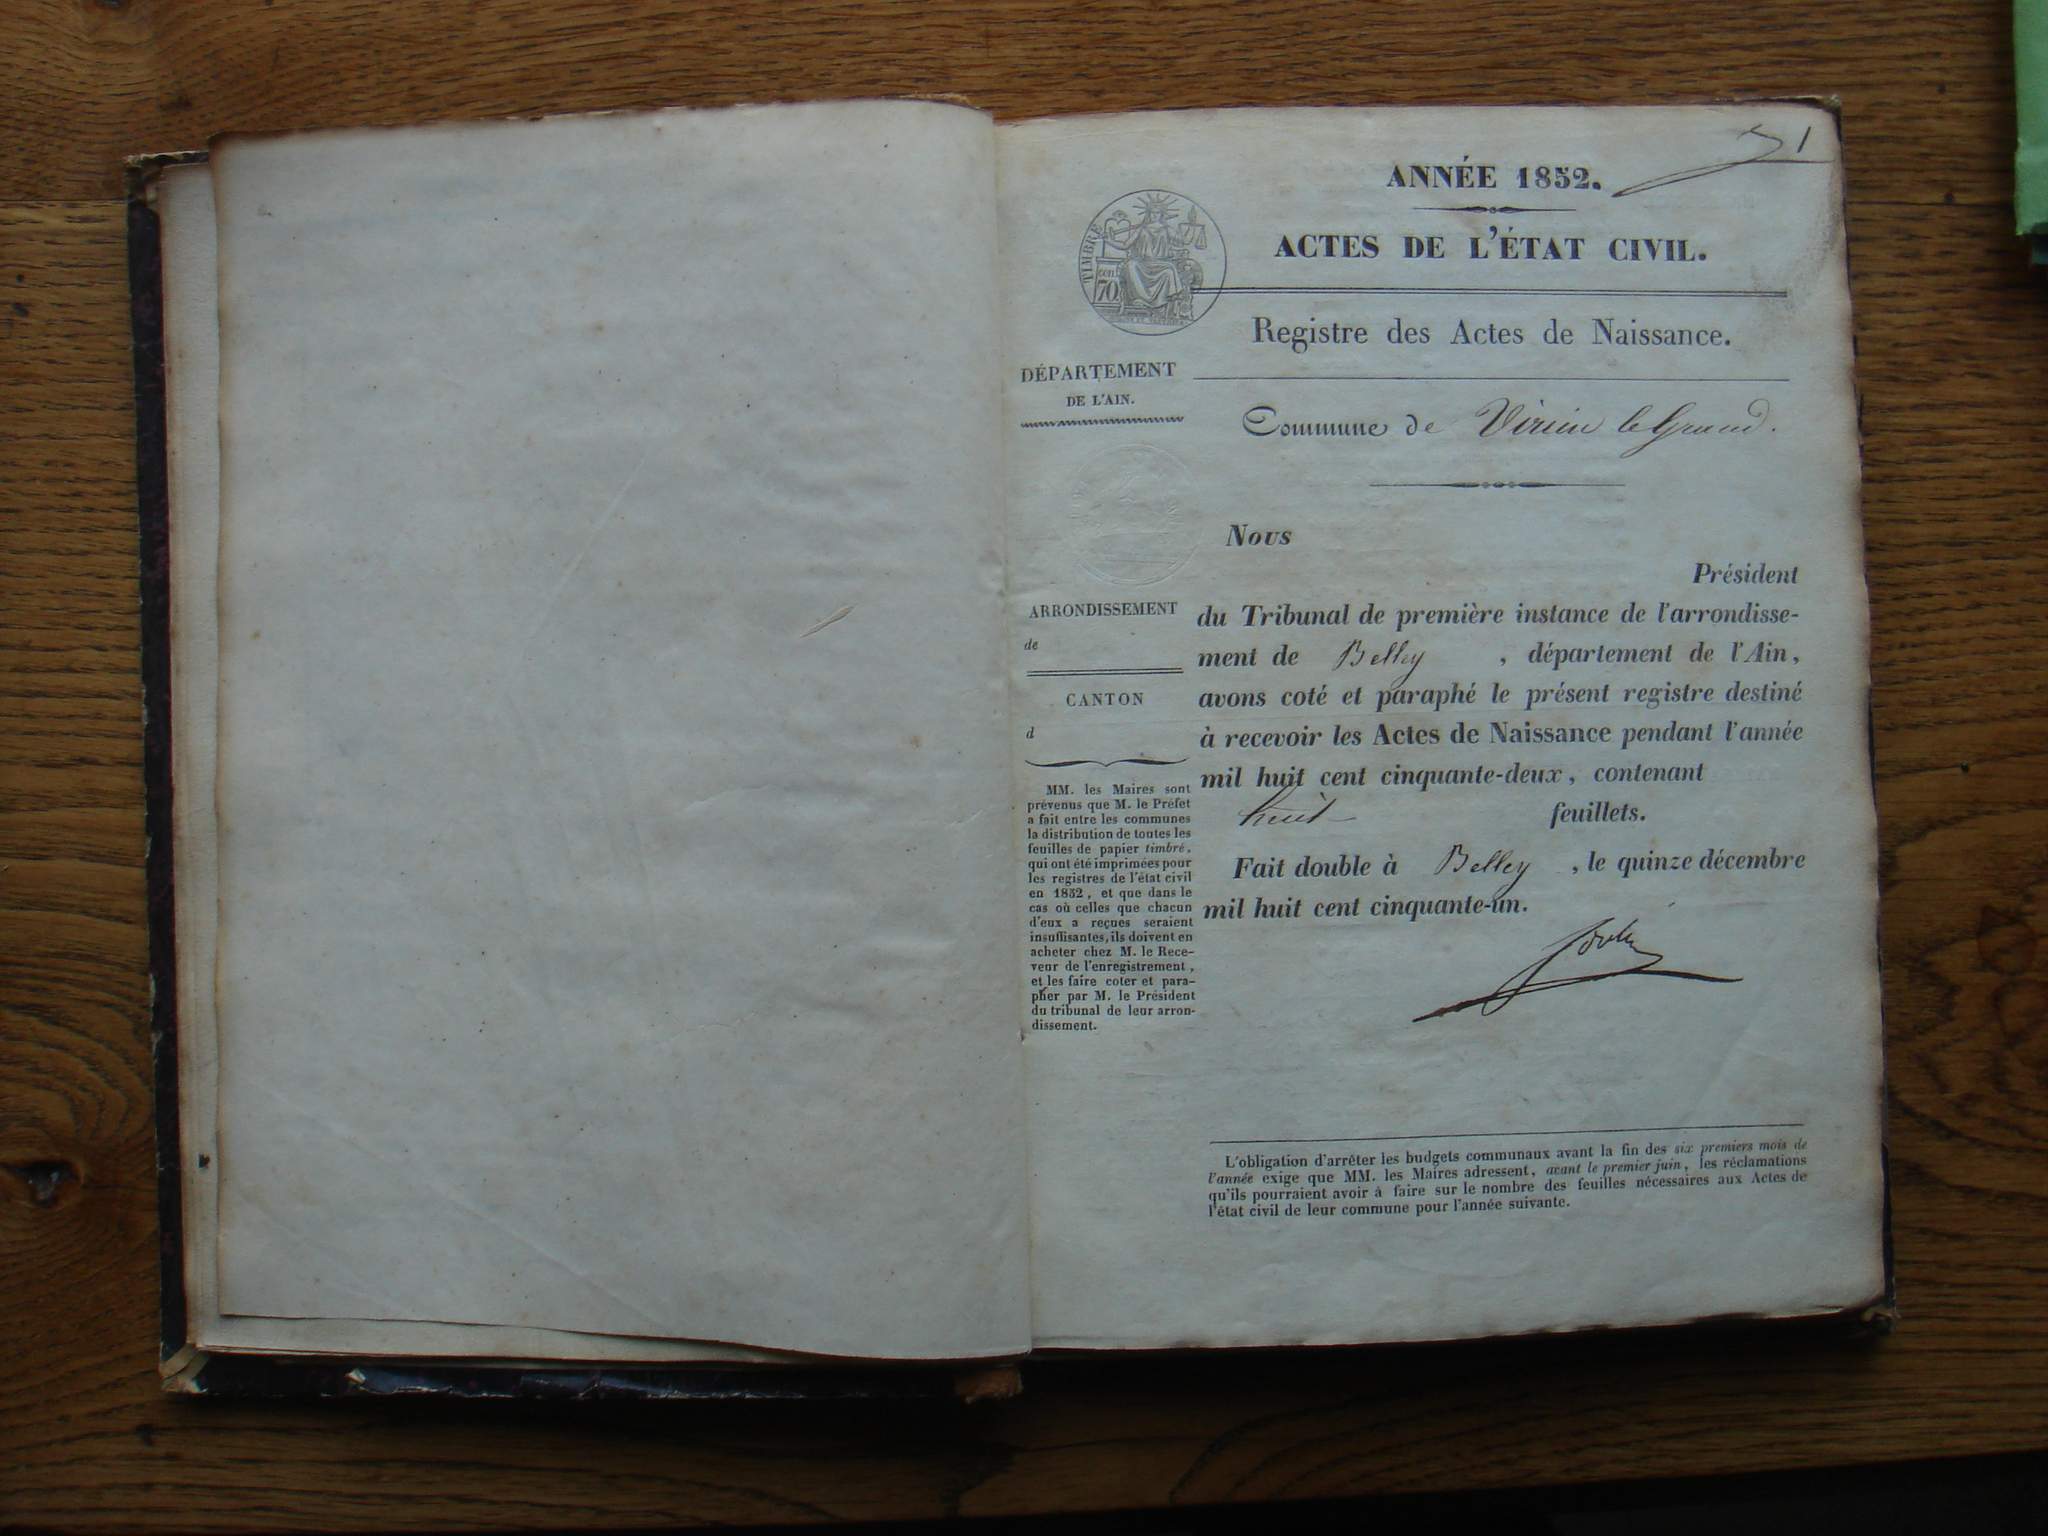 1
ANNÉE 1852.
ACTES DE L'ÉTAT CIVIL.
TIMBRE
cen.
70
Registre des Actes de Naissance.
DÉPARTEMENT
DE L'AIN.
Commune de Virieu le Grand.
Nous
Président
du Tribunal de première instance de l'arrondisse-
ment de Belley , département de l'Ain,
avons coté et paraphé le présent registre destiné
à recevoir les Actes de Naissance pendant l'année
mil huit cent cinquante-deux, contenant
huit feuillets.
Fait double à Belley , le quinze décembre
mil huit cent cinquante-un.
ARRONDISSEMENT
de
CANTON
d
MM. les Maires sont
prévenus que M. le Préfet
a fait entre les communes
la distribution de toutes les
feuilles de papier timbré,
qui ont été imprimées pour
les registres de l'état civil
en 1852, et que dans le
cas où celles que chacun
d'eux a reçues seraient
insuffisantes, ils doivent en
acheter chez M. le Rece-
veur de l'enregistrement,
et les faire coter et para-
pher par M. le Président
du tribunal de leur arron-
dissement.
L'obligation d'arrêter les budgets communaux avant la fin des six premiers mois de
l'année exige que MM. les Maires adressent, avant le premier juin, les réclamations
qu'ils pourraient avoir à faire sur le nombre des feuilles nécessaires aux Actes de
l'état civil de leur commune pour l'année suivante.